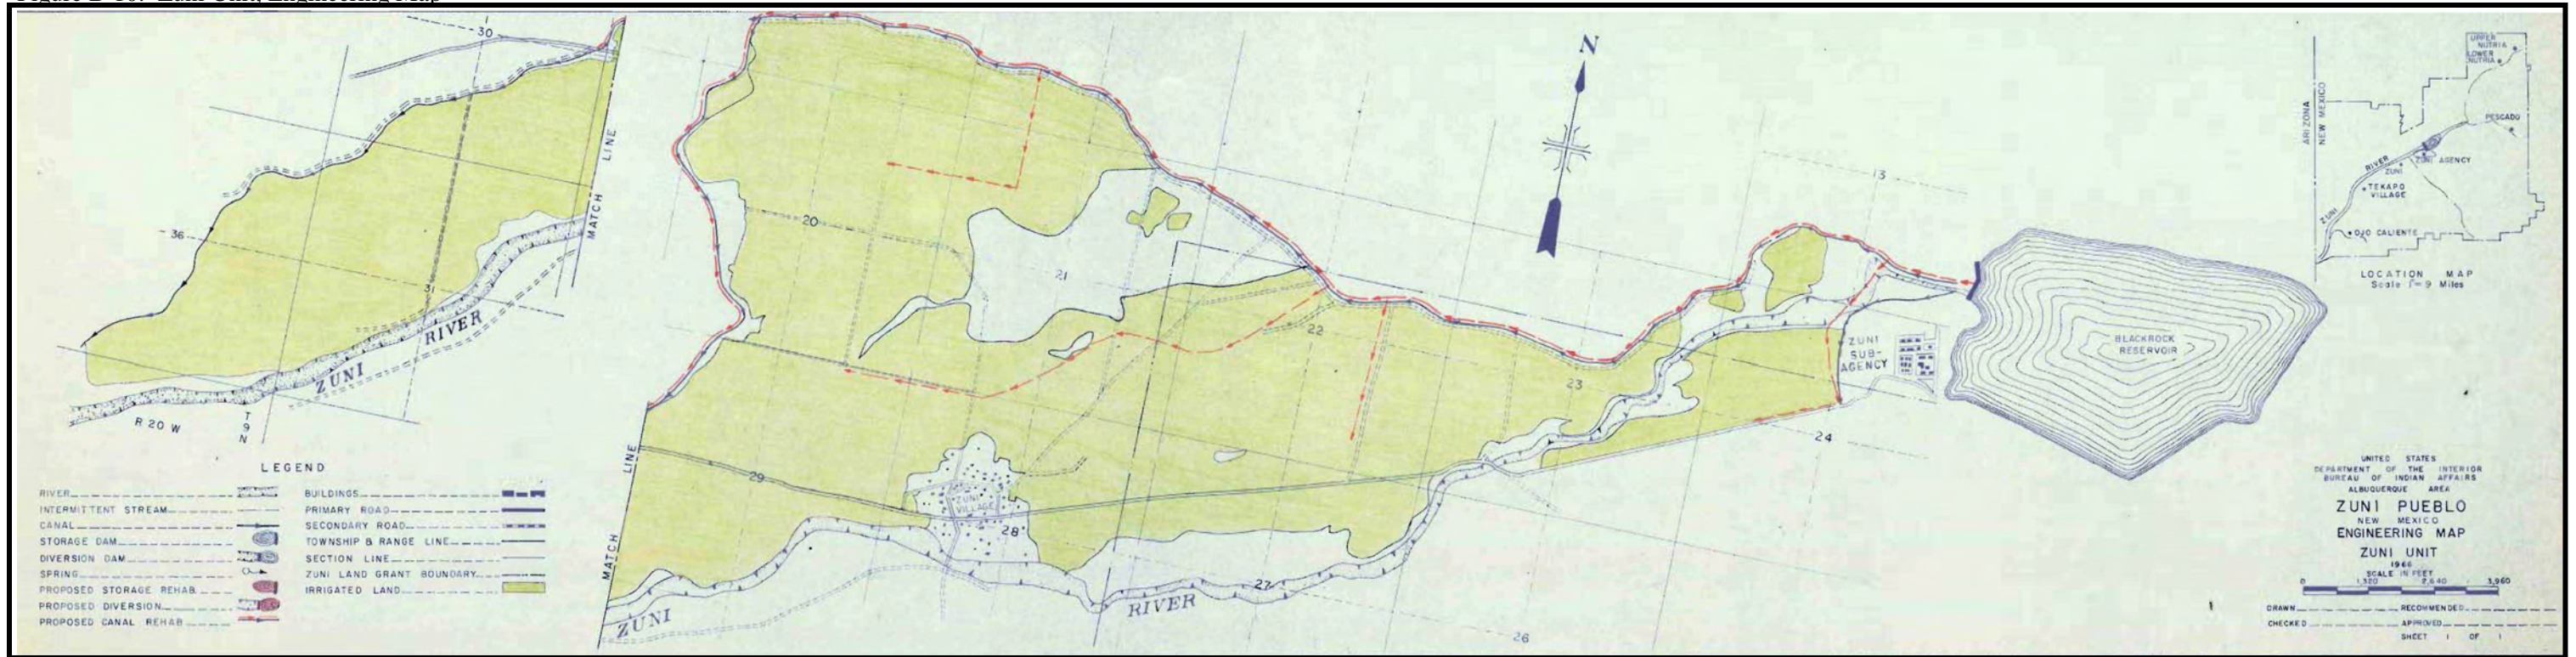 30
MATCH LINE
36
31
ZUNI RIVER
R 20 W
T
9
N
LEGEND
RIVER
INTERMITTENT STREAM
CANAL
STORAGE DAM
DIVERSION DAM
SPRING
PROPOSED STORAGE REHAB.
PROPOSED DIVERSION
PROPOSED CANAL REHAB
BUILDINGS
PRIMARY ROAD
SECONDARY ROAD
TOWNSHIP & RANGE LINE
SECTION LINE
ZUNI LAND GRANT BOUNDARY
IRRIGATED LAND
MATCH LINE
20
21
22
23
24
13
29
ZUNI
VILLAGE
28
27
26
ZUNI RIVER
N
ZUNI
SUB-
AGENCY
BLACKROCK
RESERVOIR
UPPER
NUTRIA
LOWER
NUTRIA
ARIZONA
NEW MEXICO
PESCADO
RIVER
ZUNI AGENCY
ZUNI
TEKAPO
VILLAGE
ZUNI
OJO CALIENTE
LOCATION MAP
Scale 1"=9 Miles
UNITED STATES
DEPARTMENT OF THE INTERIOR
BUREAU OF INDIAN AFFAIRS
ALBUQUERQUE AREA
ZUNI PUEBLO
NEW MEXICO
ENGINEERING MAP
ZUNI UNIT
1966
SCALE IN FEET
0 1,320 2,640 3,960
DRAWN RECOMMENDED
CHECKED APPROVED
SHEET 1 OF 1